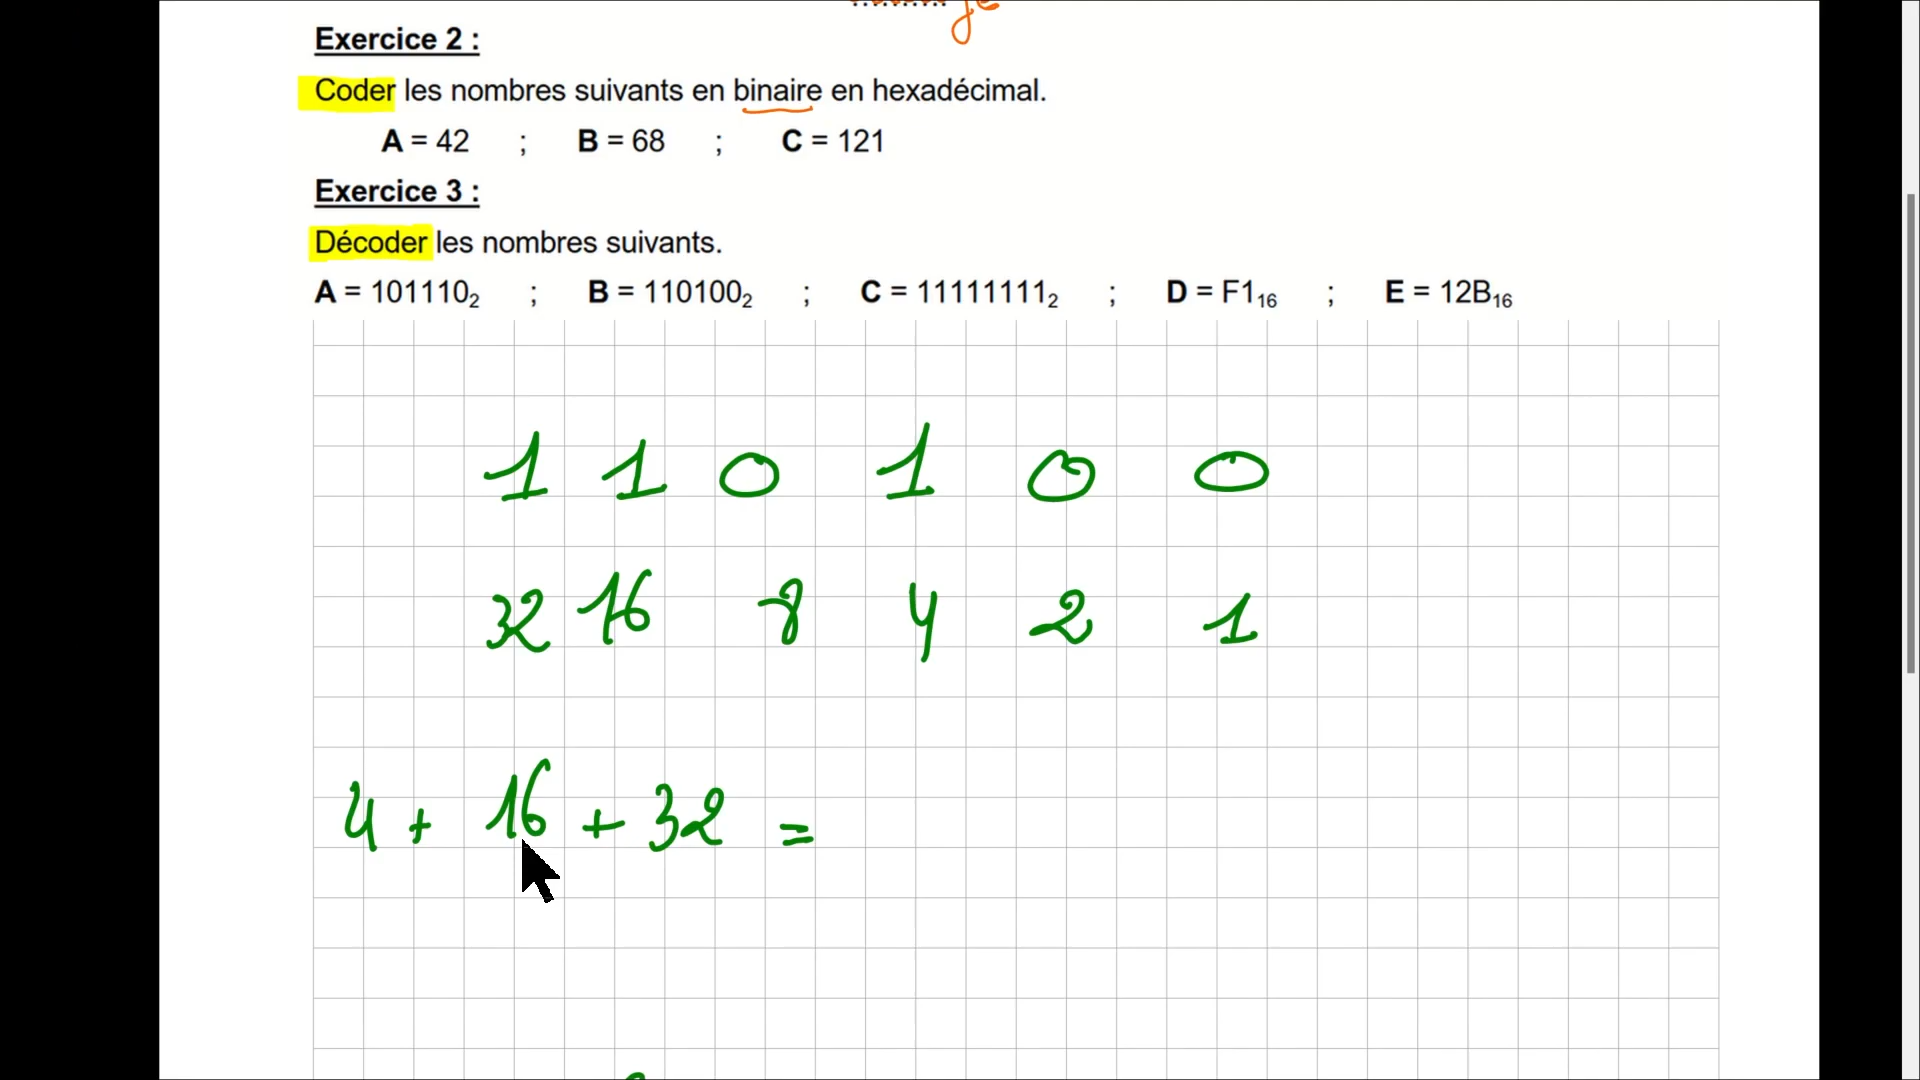 Exercice 2 :
Coder les nombres suivants en binaire en hexadécimal.
A = 42 ; B = 68 ; C = 121
Exercice 3 :
Décoder les nombres suivants.
A = 101110₂ ; B = 110100₂ ; C = 11111111₂ ; D = F1₁₆ ; E = 12B₁₆
1 1 0 1 0 0
32 16 8 4 2 1
4 + 16 + 32 =